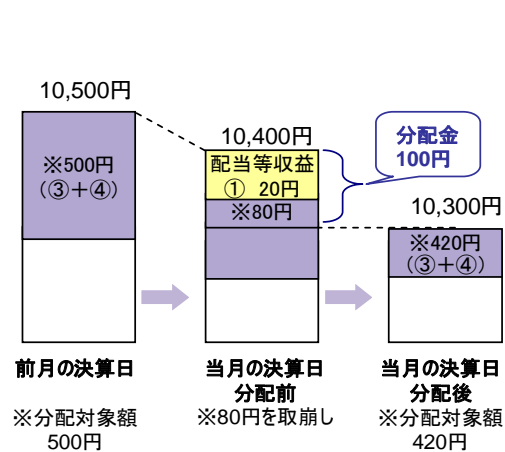 10,500円
※500円
(③+④)
10,400円
配当等収益
① 20円
※80円
分配金
100円
10,300円
※420円
(③+④)
前月の決算日
※分配対象額
500円
当月の決算日
分配前
※80円を取崩し
当月の決算日
分配後
※分配対象額
420円